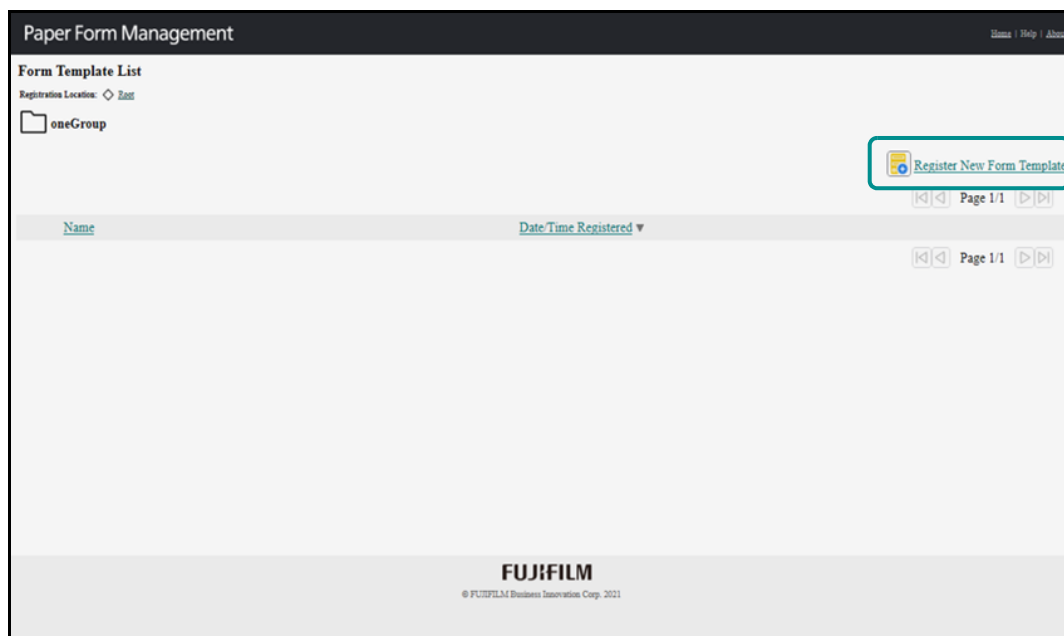 Paper Form Management
Home | Help | Abou
Form Template List
Registration Location: Root
oneGroup
Register New Form Template
Page 1/1
Name Date/Time Registered ▼
Page 1/1
FUJIFILM
© FUJIFILM Business Innovation Corp. 2021